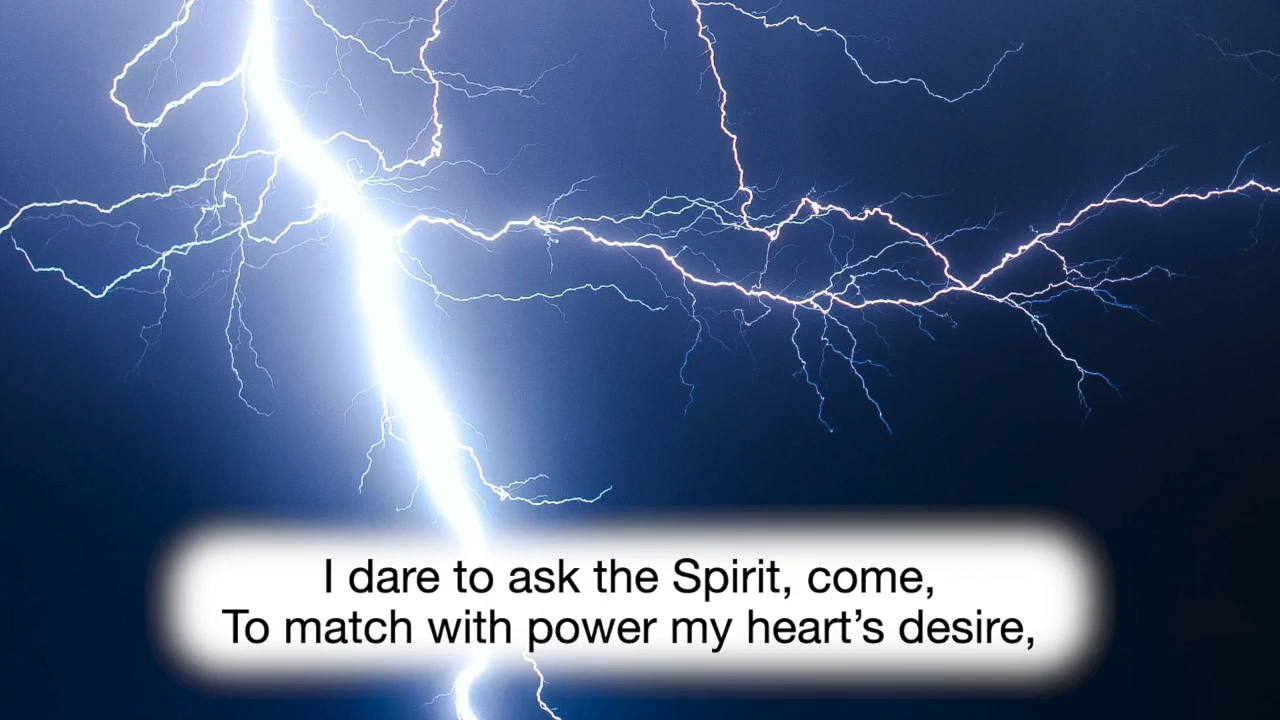 I dare to ask the Spirit, come,
To match with power my heart’s desire,